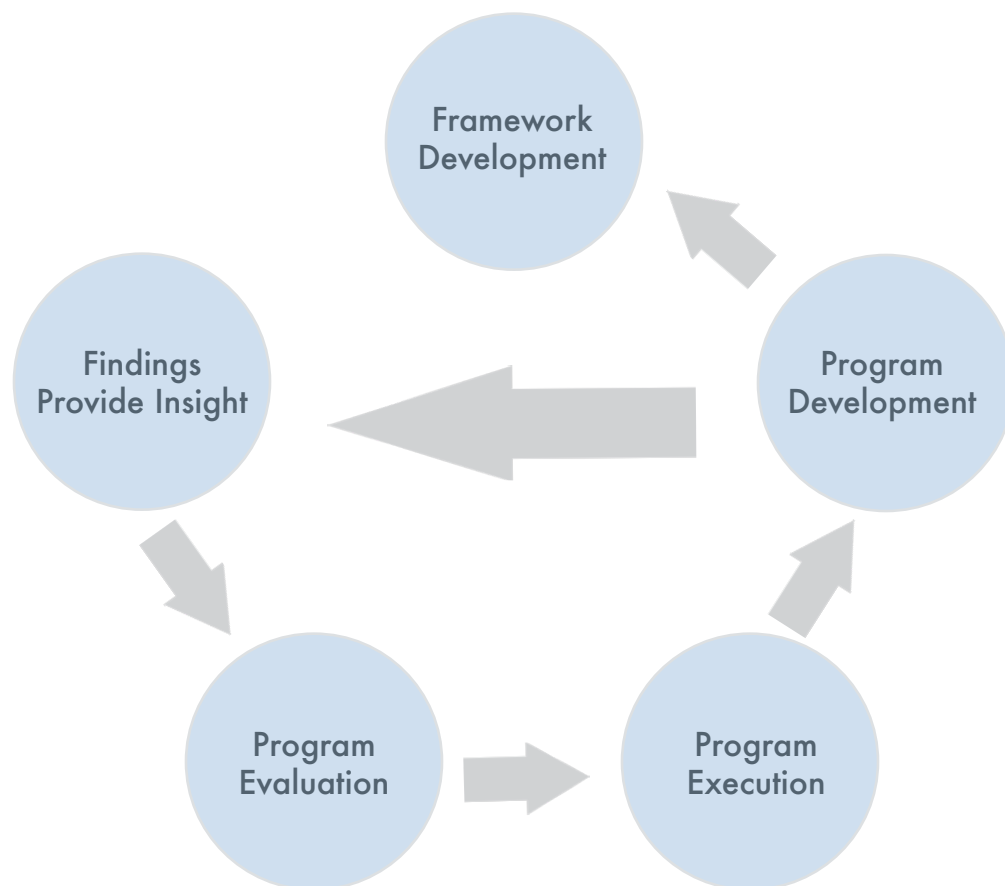 Framework
Development
Findings
Provide Insight
Program
Development
Program
Evaluation
Program
Execution